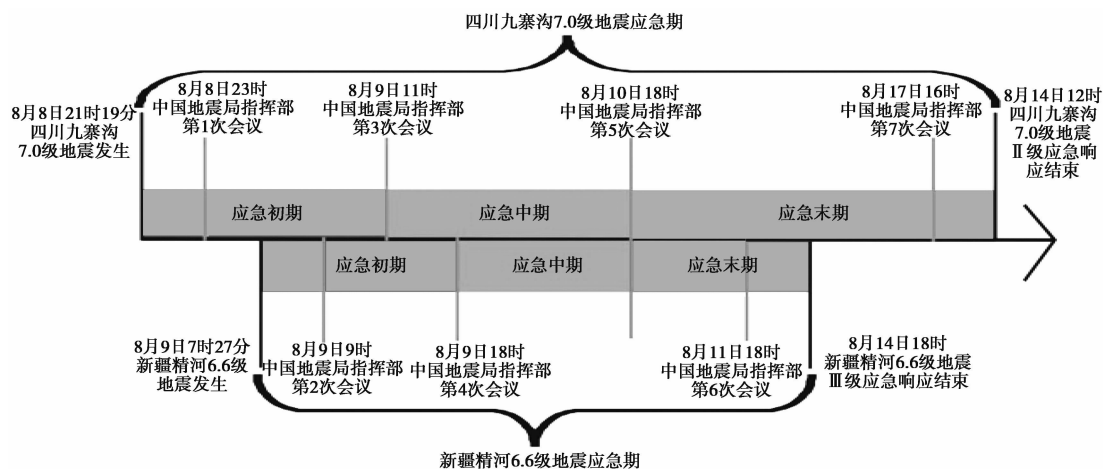 四川九寨沟7.0级地震应急期
8月8日21时19分
四川九寨沟
7.0级地震发生
8月8日23时
中国地震局指挥部
第1次会议
8月9日11时
中国地震局指挥部
第3次会议
8月10日18时
中国地震局指挥部
第5次会议
8月17日16时
中国地震局指挥部
第7次会议
8月14日12时
四川九寨沟
7.0级地震
Ⅱ级应急响
应结束
应急初期
应急中期
应急末期
应急初期
应急中期
应急末期
8月9日7时27分
新疆精河6.6级
地震发生
8月9日9时
中国地震局指挥部
第2次会议
8月9日18时
中国地震局指挥部
第4次会议
8月11日18时
中国地震局指挥部
第6次会议
8月14日18时
新疆精河6.6级地震
Ⅲ级应急响应结束
新疆精河6.6级地震应急期